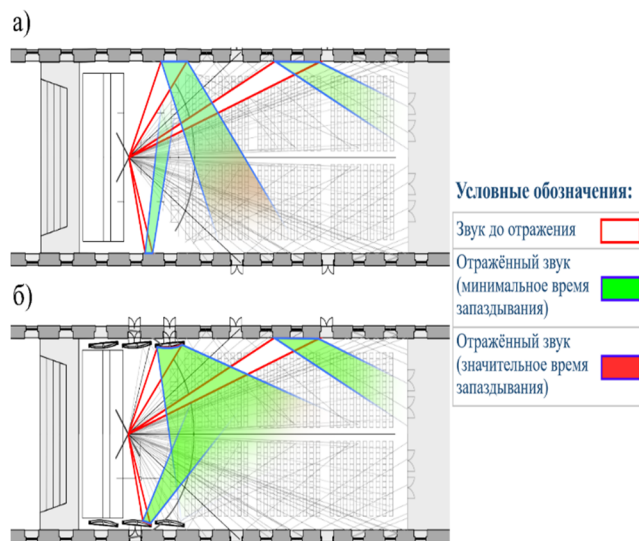 а)
б)
Условные обозначения:
Звук до отражения
Отражённый звук
(минимальное время
запаздывания)
Отражённый звук
(значительное время
запаздывания)